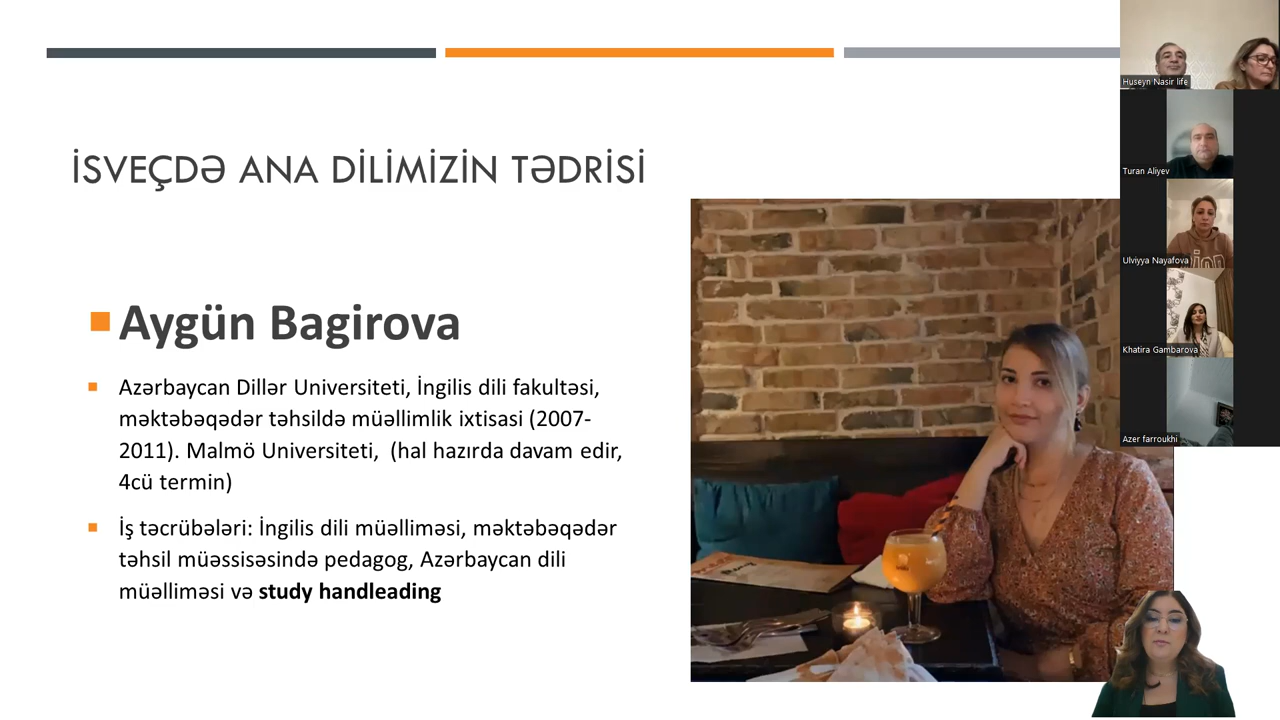 İSVEÇDƏ ANA DİLİMİZİN TƏDRİSİ
Aygün Bagirova
Azərbaycan Dillər Universiteti, İngilis dili fakultəsi,
məktəbəqədər təhsildə müəllimlik ixtisasi (2007-
2011). Malmö Universiteti, (hal hazırda davam edir,
4cü termin)
İş təcrübələri: İngilis dili müəlliməsi, məktəbəqədər
təhsil müəssisəsində pedagog, Azərbaycan dili
müəlliməsi və study handleading
Huseyn Nasir life
Turan Aliyev
Ulviyya Nayafova
Khatira Gambarova
Azer farroukhi